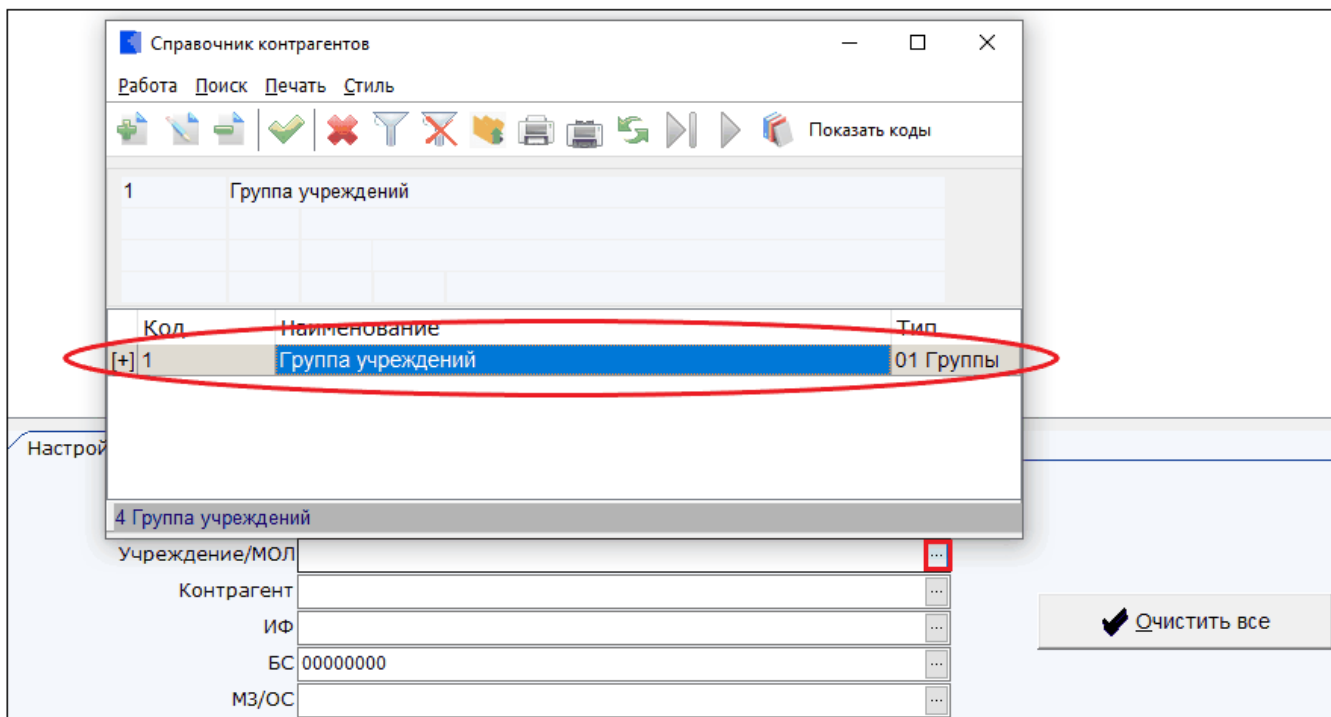 Справочник контрагентов
Работа Поиск Печать Стиль
Показать коды
1 Группа учреждений
Код Наименование Тип
[+] 1 Группа учреждений 01 Группы
Настрой
4 Группа учреждений
Учреждение/МОЛ ...
Контрагент ...
ИФ ...
Очистить все
БС 00000000 ...
МЗ/ОС ...